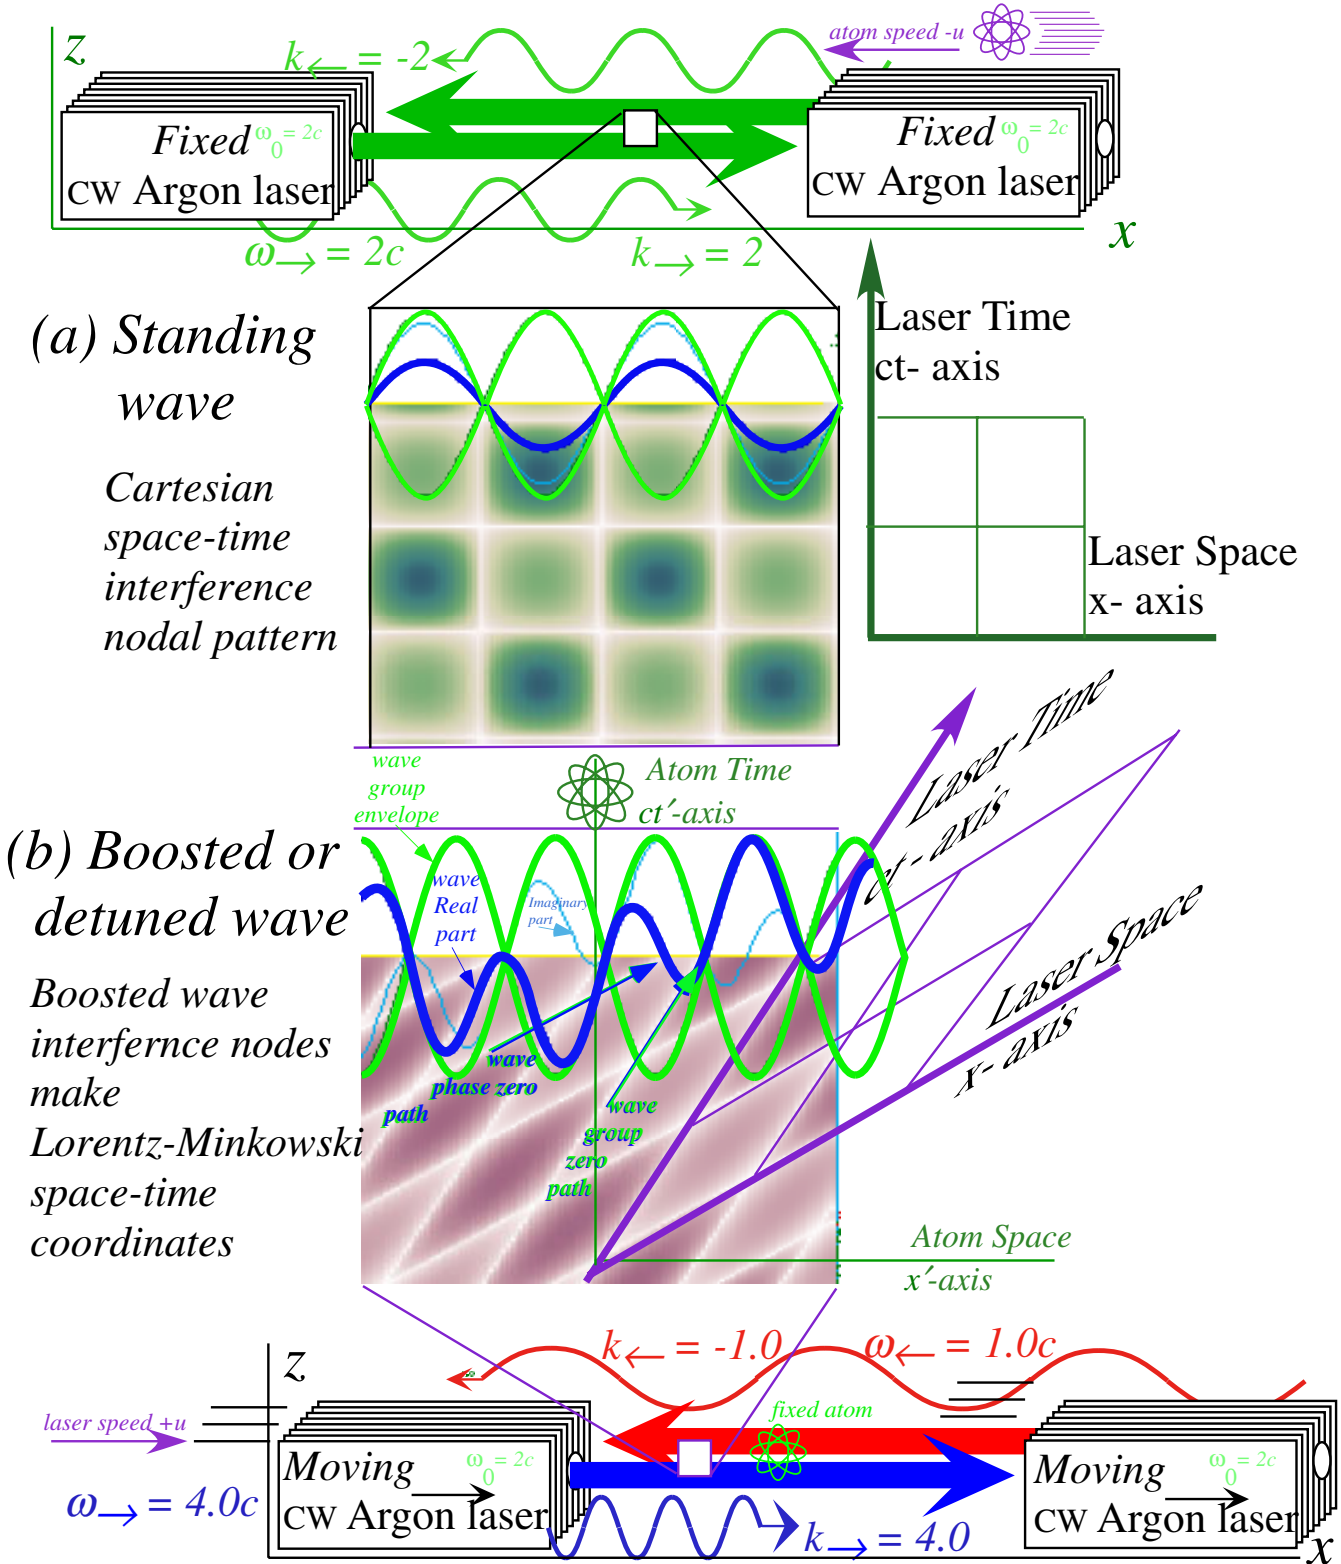 z
k← = -2
atom speed -u
Fixed ω0 = 2c
CW Argon laser
Fixed ω0 = 2c
CW Argon laser
ω→ = 2c
k→ = 2
x
(a) Standing
wave
Cartesian
space-time
interference
nodal pattern
Laser Time
ct- axis
Laser Space
x- axis
wave
group
envelope
Atom Time
ct′-axis
Laser Time
ct - axis
(b) Boosted or
detuned wave
wave
Real
part
Imaginary
part
Laser Space
x- axis
Boosted wave
interfernce nodes
make
Lorentz-Minkowski
space-time
coordinates
wave
phase zero
path
wave
group
zero
path
Atom Space
x′-axis
z
k← = -1.0
ω← = 1.0c
laser speed +u
fixed atom
Moving ω0 = 2c
CW Argon laser
Moving ω0 = 2c
CW Argon laser
ω→ = 4.0c
k→ = 4.0
x